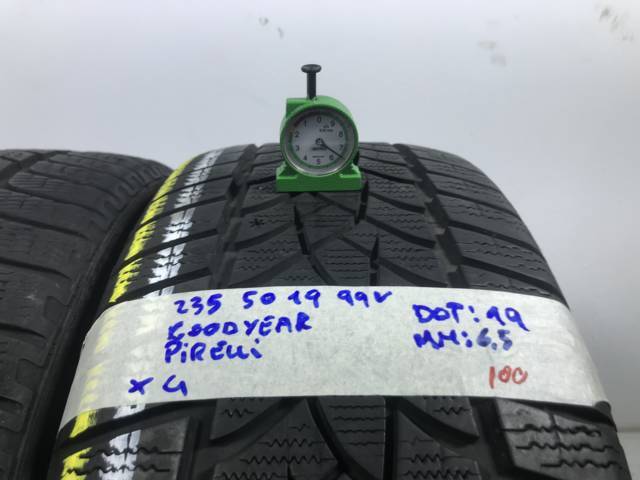 235 50 19 99V
GOODYEAR
PiRELLi
x 4
DOT: 19
MM: 6,5
100